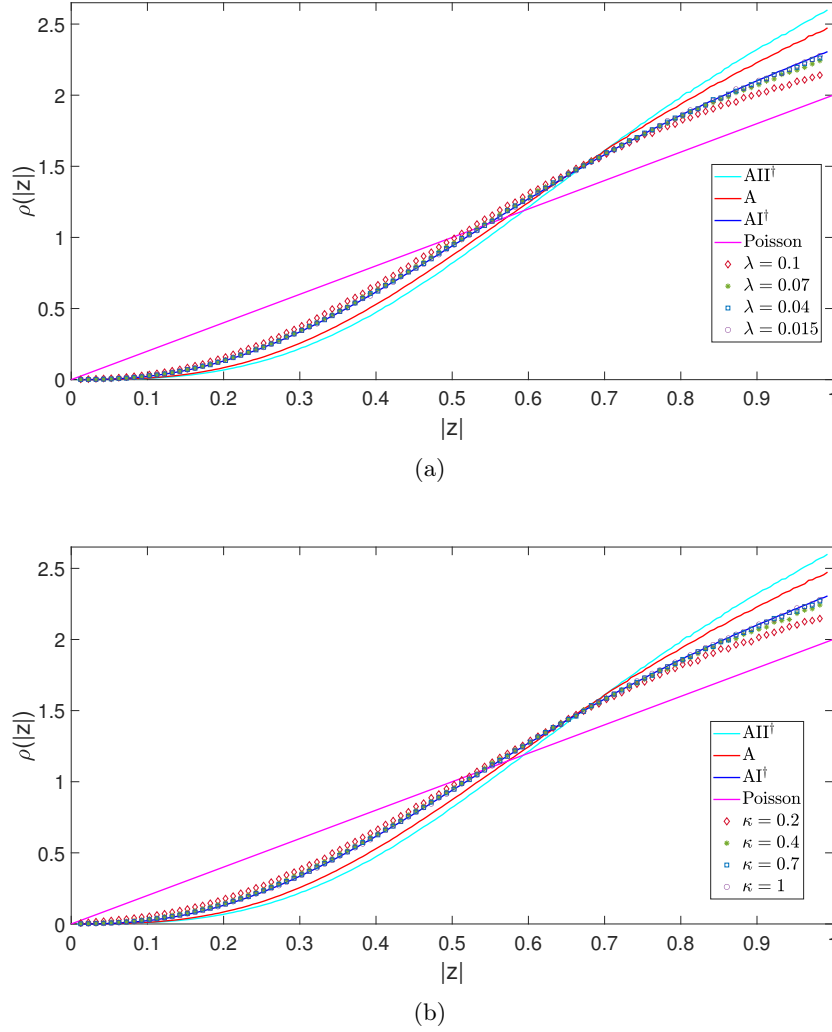 2.5
2
1.5
1
0.5
0
ρ(|z|)
0 0.1 0.2 0.3 0.4 0.5 0.6 0.7 0.8 0.9 1
|z|
AII†
A
AI†
Poisson
λ = 0.1
λ = 0.07
λ = 0.04
λ = 0.015
(a)
2.5
2
1.5
1
0.5
0
ρ(|z|)
0 0.1 0.2 0.3 0.4 0.5 0.6 0.7 0.8 0.9 1
|z|
AII†
A
AI†
Poisson
κ = 0.2
κ = 0.4
κ = 0.7
κ = 1
(b)